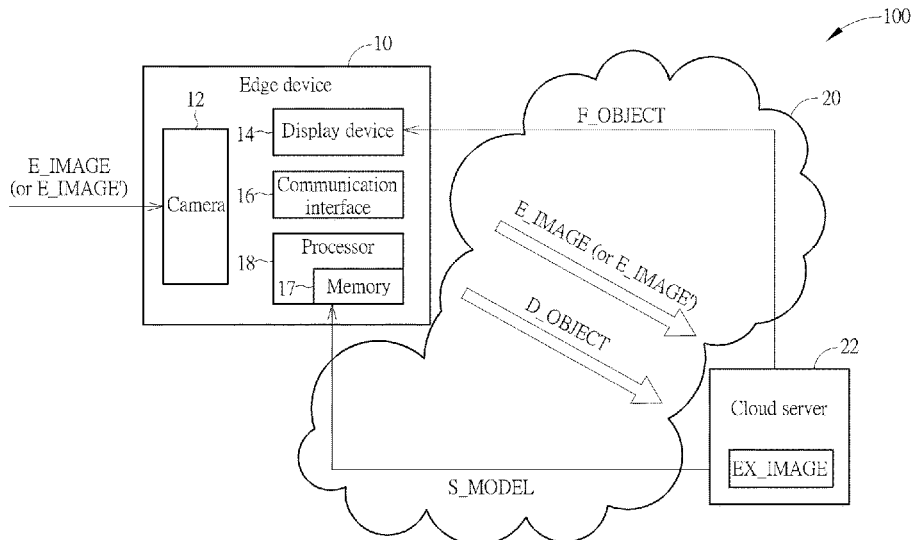 100
10
Edge device
12
20
14
Display device
F_OBJECT
E_IMAGE
(or E_IMAGE')
Camera
16
Communication
interface
E_IMAGE (or E_IMAGE')
18
Processor
17
Memory
D_OBJECT
22
Cloud server
EX_IMAGE
S_MODEL